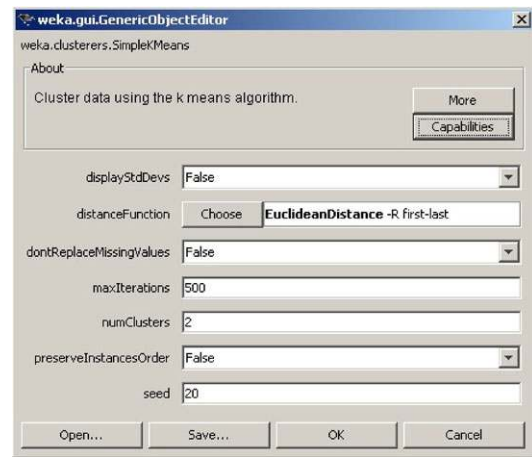 weka.gui.GenericObjectEditor
weka.clusterers.SimpleKMeans
About
Cluster data using the k means algorithm.
More
Capabilities
displayStdDevs False
distanceFunction Choose EuclideanDistance -R first-last
dontReplaceMissingValues False
maxIterations 500
numClusters 2
preserveInstancesOrder False
seed 20
Open... Save... OK Cancel